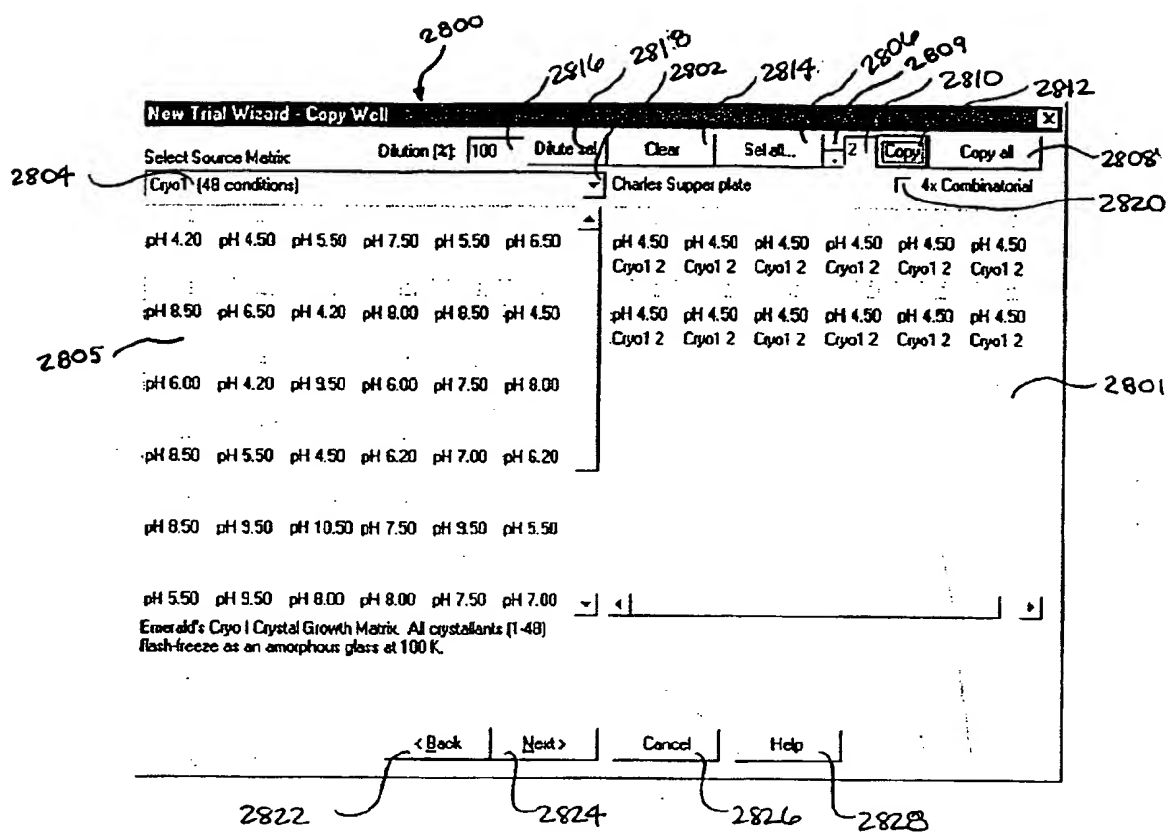 2800
2816 2818 2802 2814 2806 2809 2810 2812
New Trial Wizard - Copy Well
Select Source Matrix Dilution [%]: 100 Dilute sel Clear Sel all... 2 Copy Copy all
2808
2804
Cryo1 [48 conditions] Charles Supper plate 4x Combinatorial
2820
pH 4.20 pH 4.50 pH 5.50 pH 7.50 pH 5.50 pH 6.50
pH 8.50 pH 6.50 pH 4.20 pH 8.00 pH 8.50 pH 4.50
2805
pH 6.00 pH 4.20 pH 9.50 pH 6.00 pH 7.50 pH 8.00
pH 8.50 pH 5.50 pH 4.50 pH 6.20 pH 7.00 pH 6.20
pH 8.50 pH 9.50 pH 10.50 pH 7.50 pH 9.50 pH 5.50
pH 5.50 pH 9.50 pH 8.00 pH 8.00 pH 7.50 pH 7.00
pH 4.50 pH 4.50 pH 4.50 pH 4.50 pH 4.50 pH 4.50
Cryo1 2 Cryo1 2 Cryo1 2 Cryo1 2 Cryo1 2 Cryo1 2
pH 4.50 pH 4.50 pH 4.50 pH 4.50 pH 4.50 pH 4.50
Cryo1 2 Cryo1 2 Cryo1 2 Cryo1 2 Cryo1 2 Cryo1 2
2801
Emerald's Cryo I Crystal Growth Matrix. All crystallants [1-48]
flash-freeze as an amorphous glass at 100 K.
< Back Next > Cancel Help
2822 2824 2826 2828